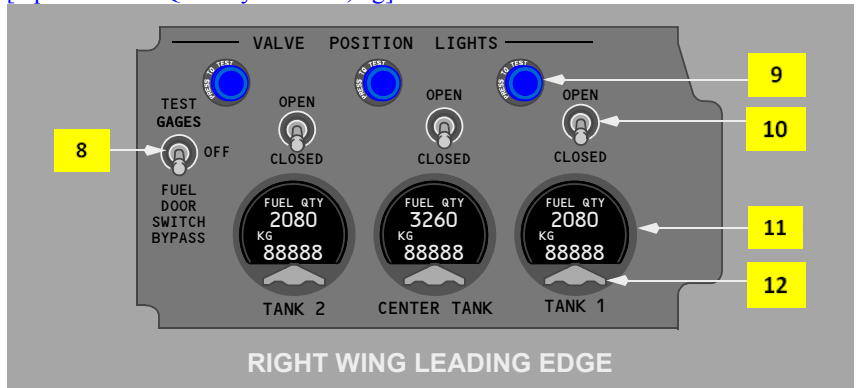 VALVE POSITION LIGHTS
PRESS TO TEST
PRESS TO TEST
PRESS TO TEST
9
TEST
GAGES
OFF
FUEL
DOOR
SWITCH
BYPASS
8
OPEN
CLOSED
OPEN
CLOSED
OPEN
CLOSED
10
FUEL QTY
2080
KG
88888
TANK 2
FUEL QTY
3260
KG
88888
CENTER TANK
FUEL QTY
2080
KG
88888
TANK 1
11
12
RIGHT WING LEADING EDGE